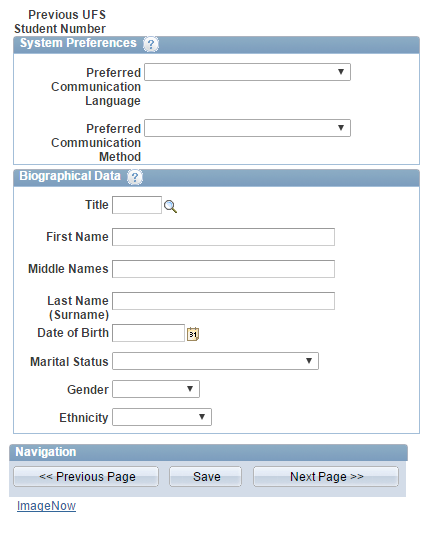 Previous UFS
Student Number
System Preferences ?
Preferred
Communication
Language
Preferred
Communication
Method
Biographical Data ?
Title
First Name
Middle Names
Last Name
(Surname)
Date of Birth 31
Marital Status
Gender
Ethnicity
Navigation
<< Previous Page Save Next Page >>
ImageNow